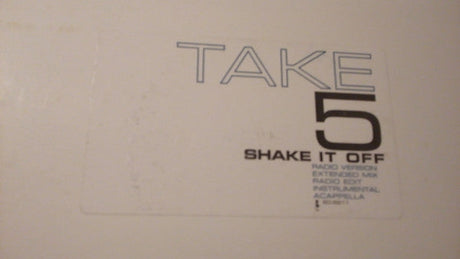 TAKE
5
SHAKE IT OFF
RADIO VERSION
EXTENDED MIX
RADIO EDIT
INSTRUMENTAL
ACAPPELLA